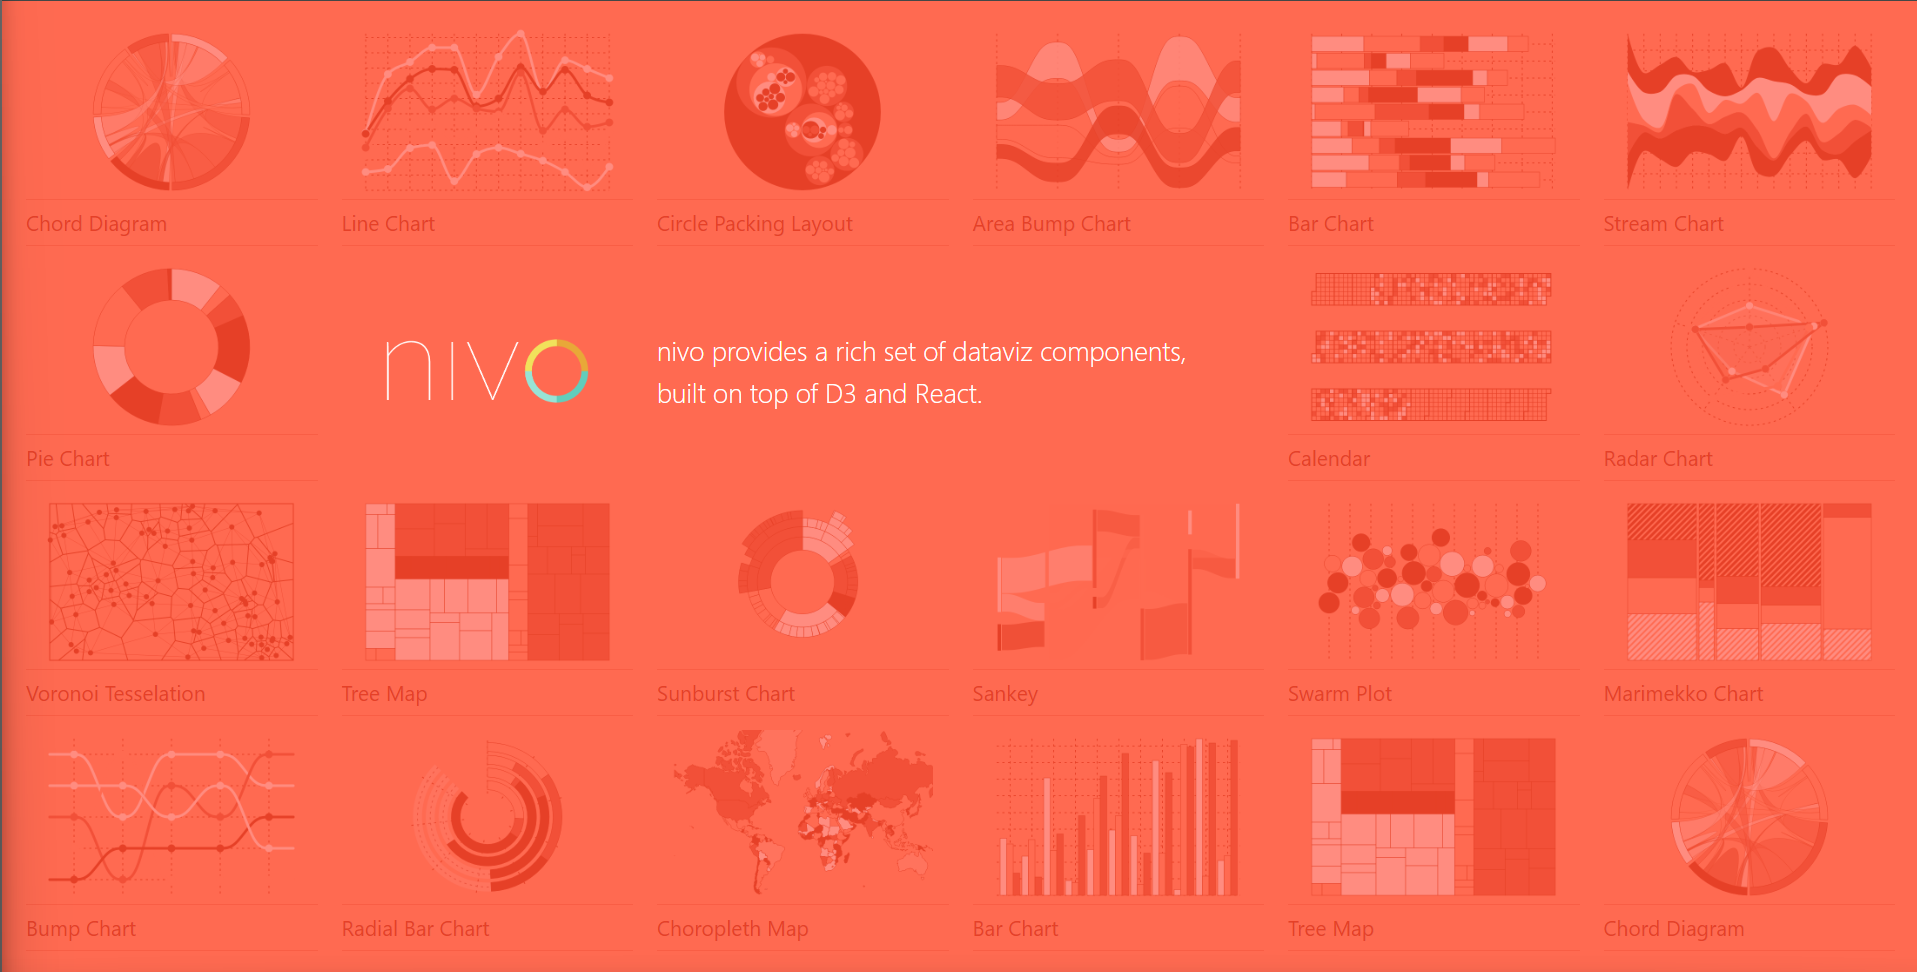 Chord Diagram
Line Chart
Circle Packing Layout
Area Bump Chart
Bar Chart
Stream Chart
Pie Chart
nivo
nivo provides a rich set of dataviz components,
built on top of D3 and React.
Calendar
Radar Chart
Voronoi Tesselation
Tree Map
Sunburst Chart
Sankey
Swarm Plot
Marimekko Chart
Bump Chart
Radial Bar Chart
Choropleth Map
Bar Chart
Tree Map
Chord Diagram